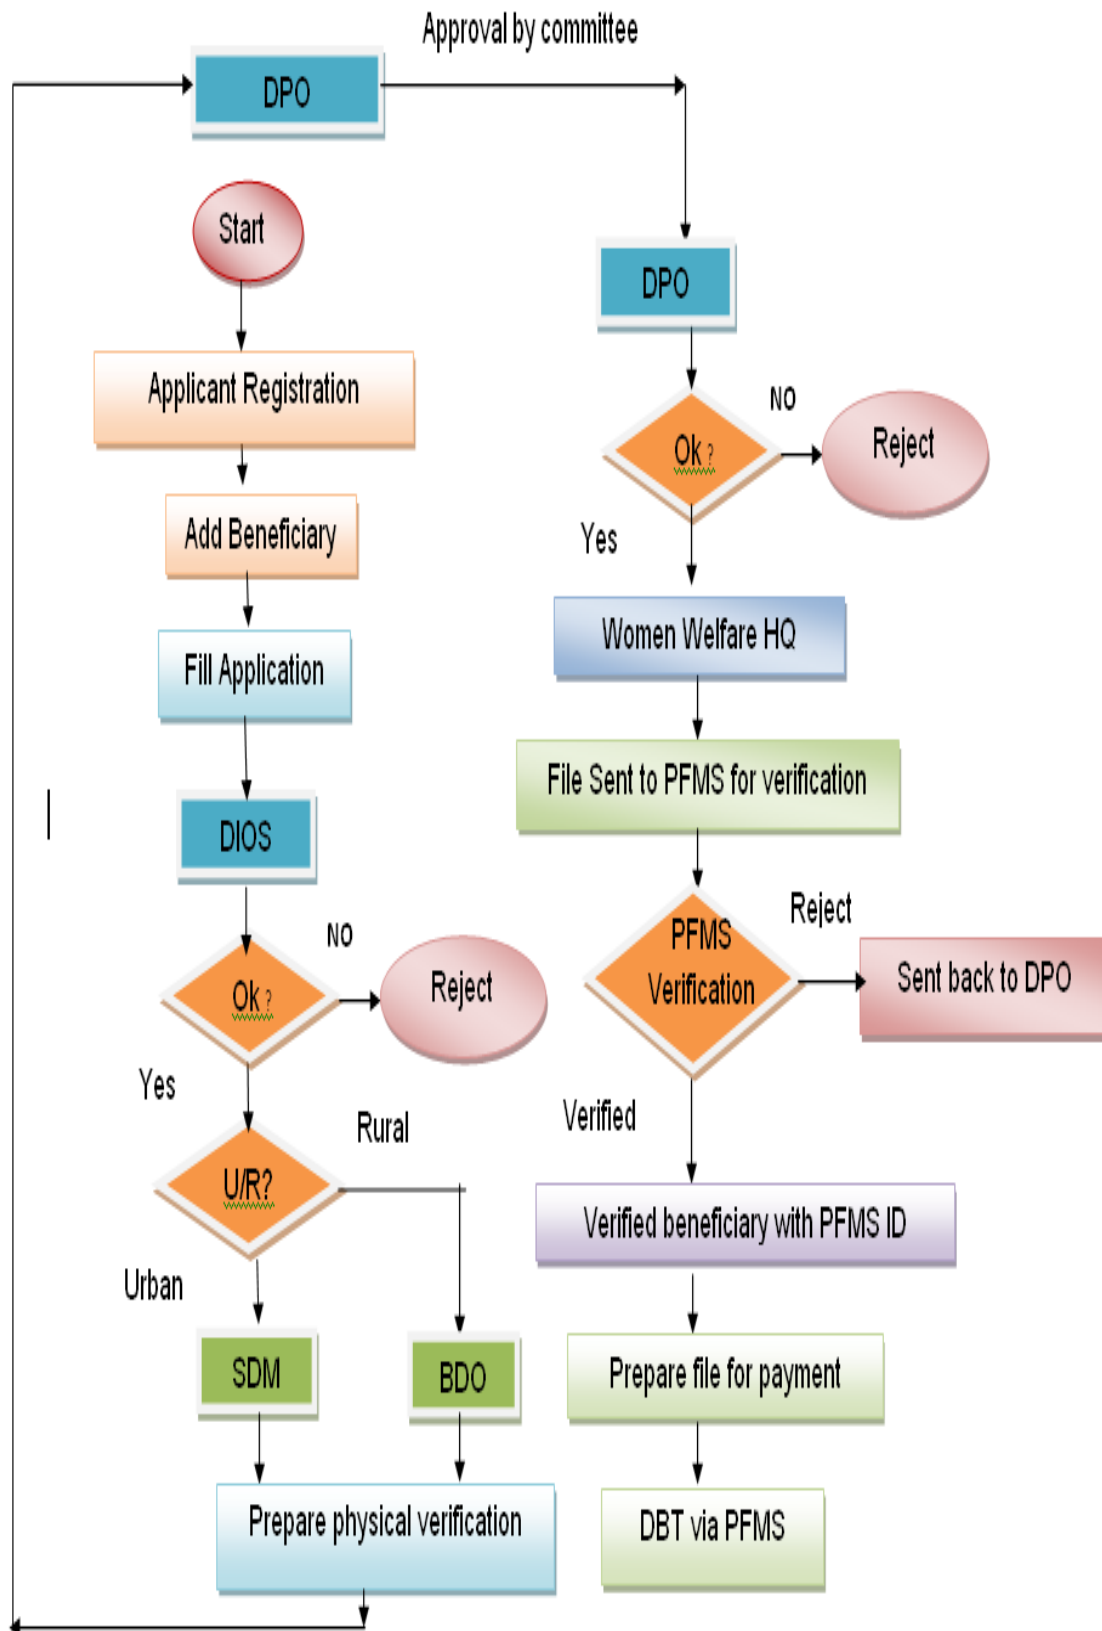 Approval by committee
DPO
Start
DPO
Applicant Registration
NO
Ok ?
Reject
Add Beneficiary
Yes
Women Welfare HQ
Fill Application
File Sent to PFMS for verification
DIOS
Reject
NO
PFMS
Verification
Sent back to DPO
Ok ?
Reject
Yes
Verified
Rural
U/R?
Verified beneficiary with PFMS ID
Urban
SDM
BDO
Prepare file for payment
Prepare physical verification
DBT via PFMS